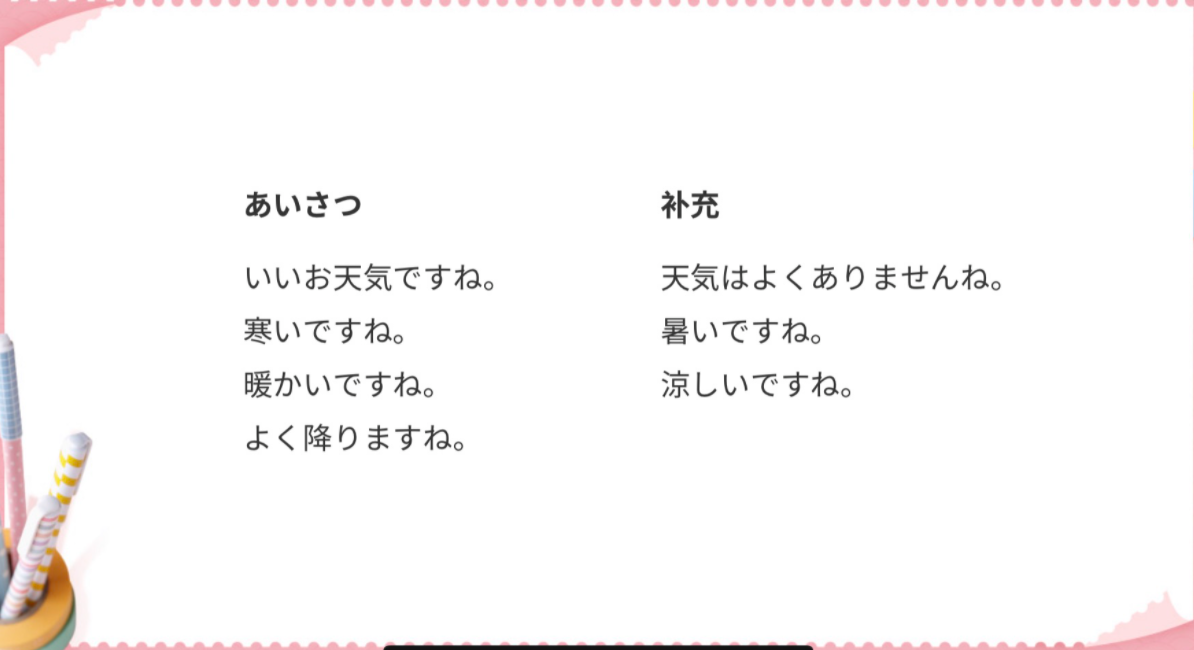 あいさつ
いいお天気ですね。
寒いですね。
暖かいですね。
よく降りますね。
补充
天気はよくありませんね。
暑いですね。
涼しいですね。